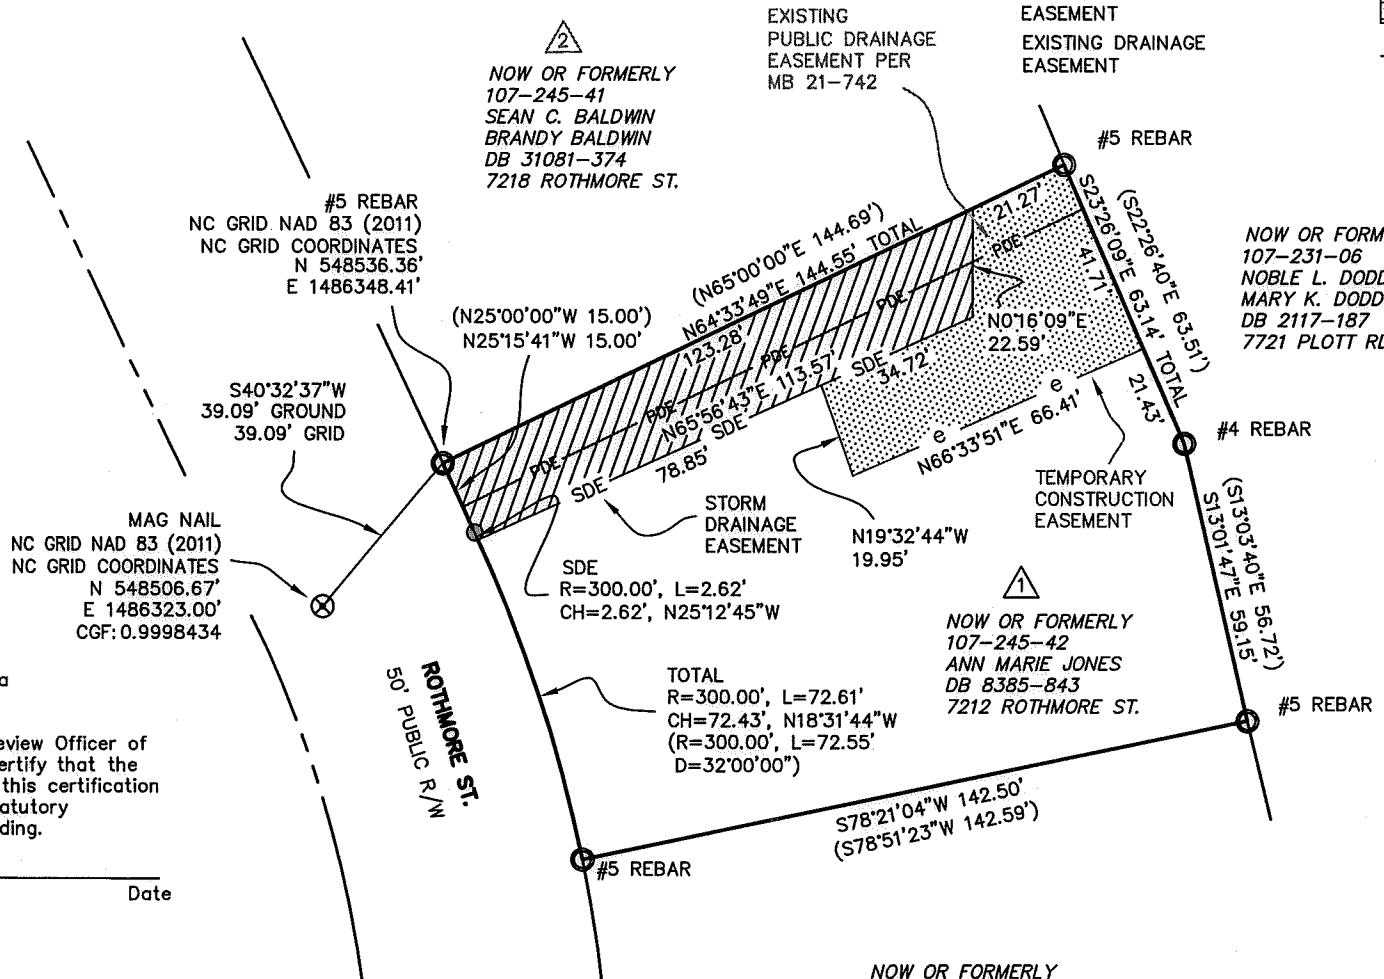 EXISTING
PUBLIC DRAINAGE
EASEMENT PER
MB 21-742
EASEMENT
EXISTING DRAINAGE
EASEMENT
2
NOW OR FORMERLY
107-245-41
SEAN C. BALDWIN
BRANDY BALDWIN
DB 31081-374
7218 ROTHMORE ST.
#5 REBAR
#5 REBAR
NC GRID NAD 83 (2011)
NC GRID COORDINATES
N 548536.36'
E 1486348.41'
(N65°00'00"E 144.69')
N64°33'49"E 144.55' TOTAL
123.28'
21.27'
(S22°26'40"E 63.51')
S23°26'09"E 63.14' TOTAL
41.71'
21.43'
NOW OR FORM
107-231-06
NOBLE L. DODD
MARY K. DODD
DB 2117-187
7721 PLOTT RD
(N25°00'00"W 15.00')
N25°15'41"W 15.00'
N0°16'09"E
22.59'
PDE
PDE
PDE
PDE
PDE
N65°56'43"E 113.57'
SDE
34.72'
SDE
78.85'
SDE
S40°32'37"W
39.09' GROUND
39.09' GRID
e
e
N66°33'51"E 66.41'
#4 REBAR
TEMPORARY
CONSTRUCTION
EASEMENT
STORM
DRAINAGE
EASEMENT
N19°32'44"W
19.95'
(S13°03'40"E 56.72')
S13°01'47"E 59.15'
MAG NAIL
NC GRID NAD 83 (2011)
NC GRID COORDINATES
N 548506.67'
E 1486323.00'
CGF: 0.9998434
SDE
R=300.00', L=2.62'
CH=2.62', N25°12'45"W
1
NOW OR FORMERLY
107-245-42
ANN MARIE JONES
DB 8385-843
7212 ROTHMORE ST.
TOTAL
R=300.00', L=72.61'
CH=72.43', N18°31'44"W
(R=300.00', L=72.55'
D=32°00'00")
ROTHMORE ST.
50' PUBLIC R/W
#5 REBAR
a
eview Officer of
ertify that the
this certification
atutory
ding.
Date
S78°21'04"W 142.50'
(S78°51'23"W 142.59')
#5 REBAR
NOW OR FORMERLY